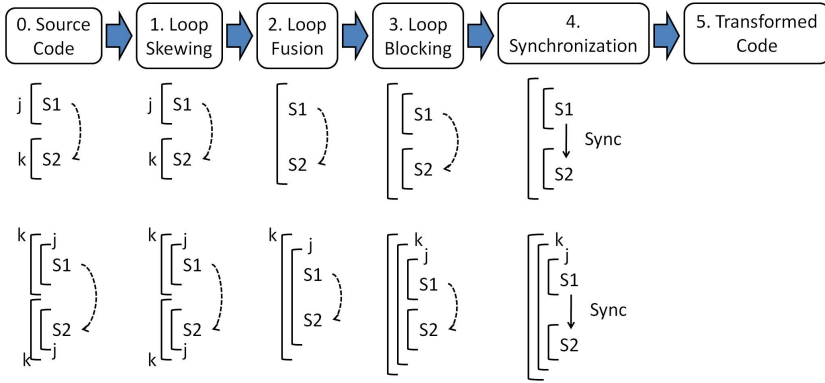 0. Source
Code
1. Loop
Skewing
2. Loop
Fusion
3. Loop
Blocking
4.
Synchronization
5. Transformed
Code
j S1
k S2
j S1
k S2
S1
S2
S1
S2
S1
Sync
S2
k j
S1
S2
k j
k j
S1
S2
k j
k j
S1
S2
k
j
S1
S2
k
j
S1
Sync
S2